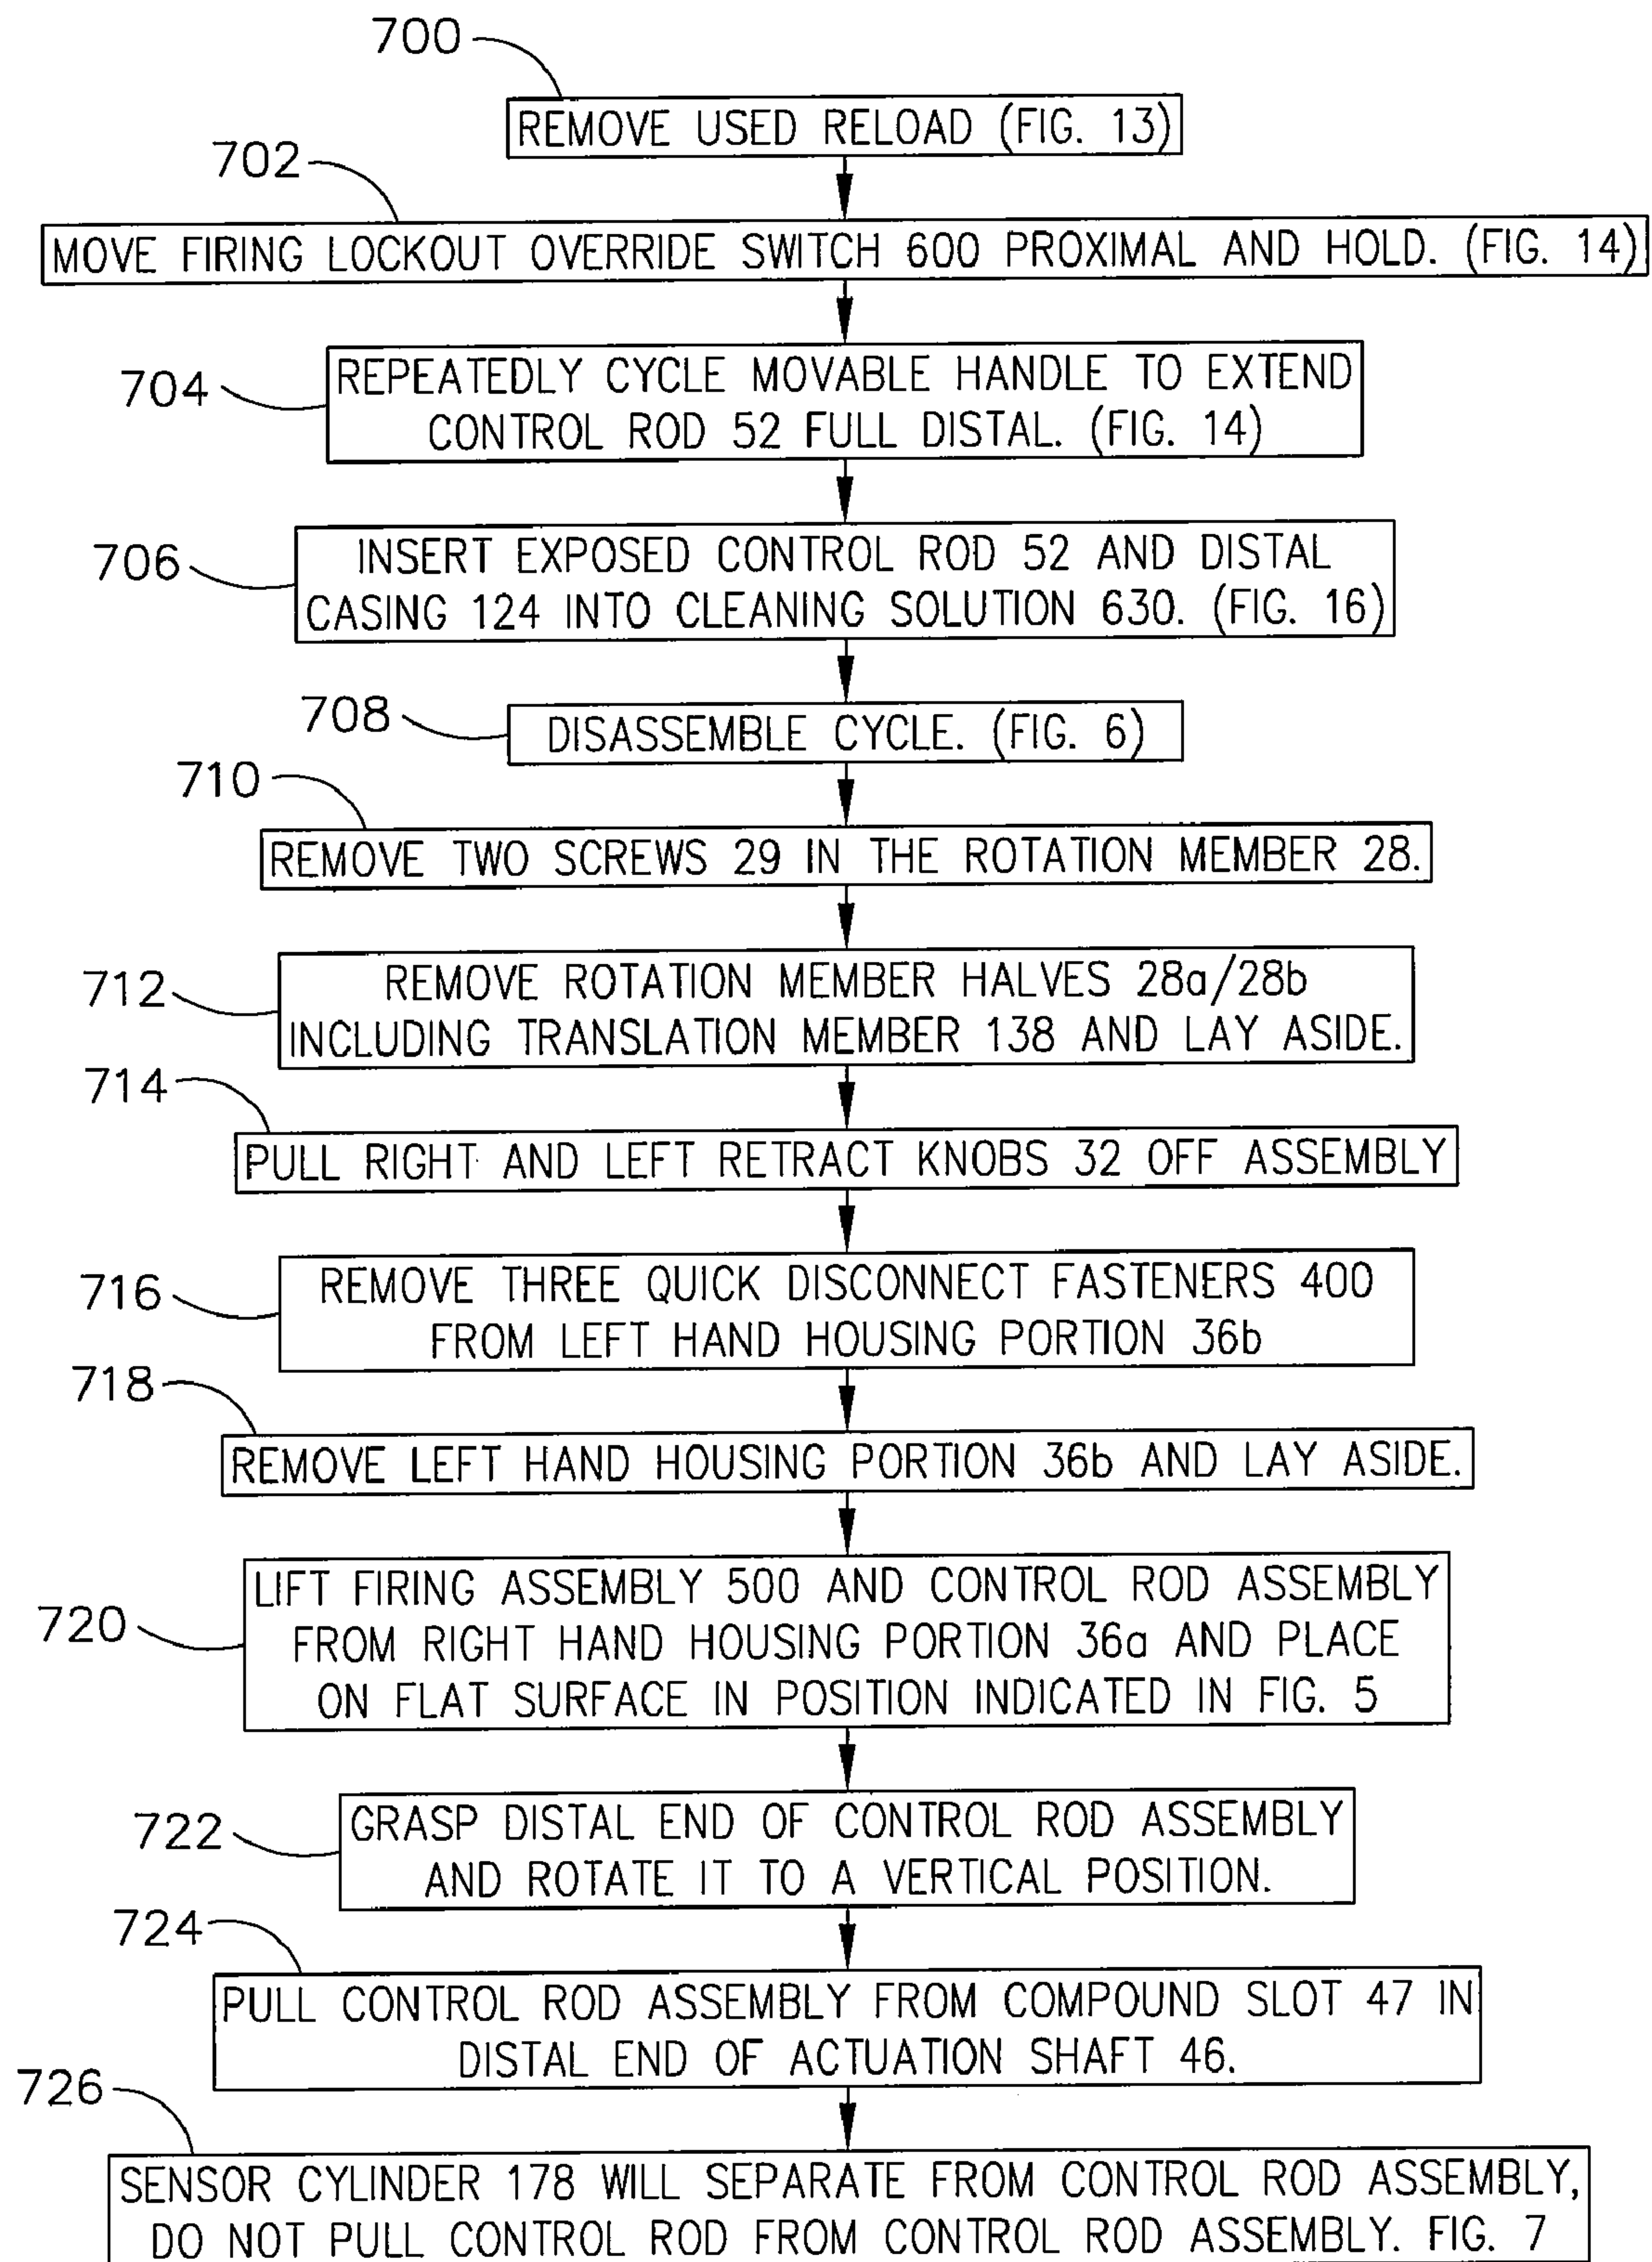 700
REMOVE USED RELOAD (FIG. 13)
702
MOVE FIRING LOCKOUT OVERRIDE SWITCH 600 PROXIMAL AND HOLD. (FIG. 14)
704
REPEATEDLY CYCLE MOVABLE HANDLE TO EXTEND
CONTROL ROD 52 FULL DISTAL. (FIG. 14)
706
INSERT EXPOSED CONTROL ROD 52 AND DISTAL
CASING 124 INTO CLEANING SOLUTION 630. (FIG. 16)
708
DISASSEMBLE CYCLE. (FIG. 6)
710
REMOVE TWO SCREWS 29 IN THE ROTATION MEMBER 28.
712
REMOVE ROTATION MEMBER HALVES 28a/28b
INCLUDING TRANSLATION MEMBER 138 AND LAY ASIDE.
714
PULL RIGHT AND LEFT RETRACT KNOBS 32 OFF ASSEMBLY
716
REMOVE THREE QUICK DISCONNECT FASTENERS 400
FROM LEFT HAND HOUSING PORTION 36b
718
REMOVE LEFT HAND HOUSING PORTION 36b AND LAY ASIDE.
720
LIFT FIRING ASSEMBLY 500 AND CONTROL ROD ASSEMBLY
FROM RIGHT HAND HOUSING PORTION 36a AND PLACE
ON FLAT SURFACE IN POSITION INDICATED IN FIG. 5
722
GRASP DISTAL END OF CONTROL ROD ASSEMBLY
AND ROTATE IT TO A VERTICAL POSITION.
724
PULL CONTROL ROD ASSEMBLY FROM COMPOUND SLOT 47 IN
DISTAL END OF ACTUATION SHAFT 46.
726
SENSOR CYLINDER 178 WILL SEPARATE FROM CONTROL ROD ASSEMBLY,
DO NOT PULL CONTROL ROD FROM CONTROL ROD ASSEMBLY. FIG. 7